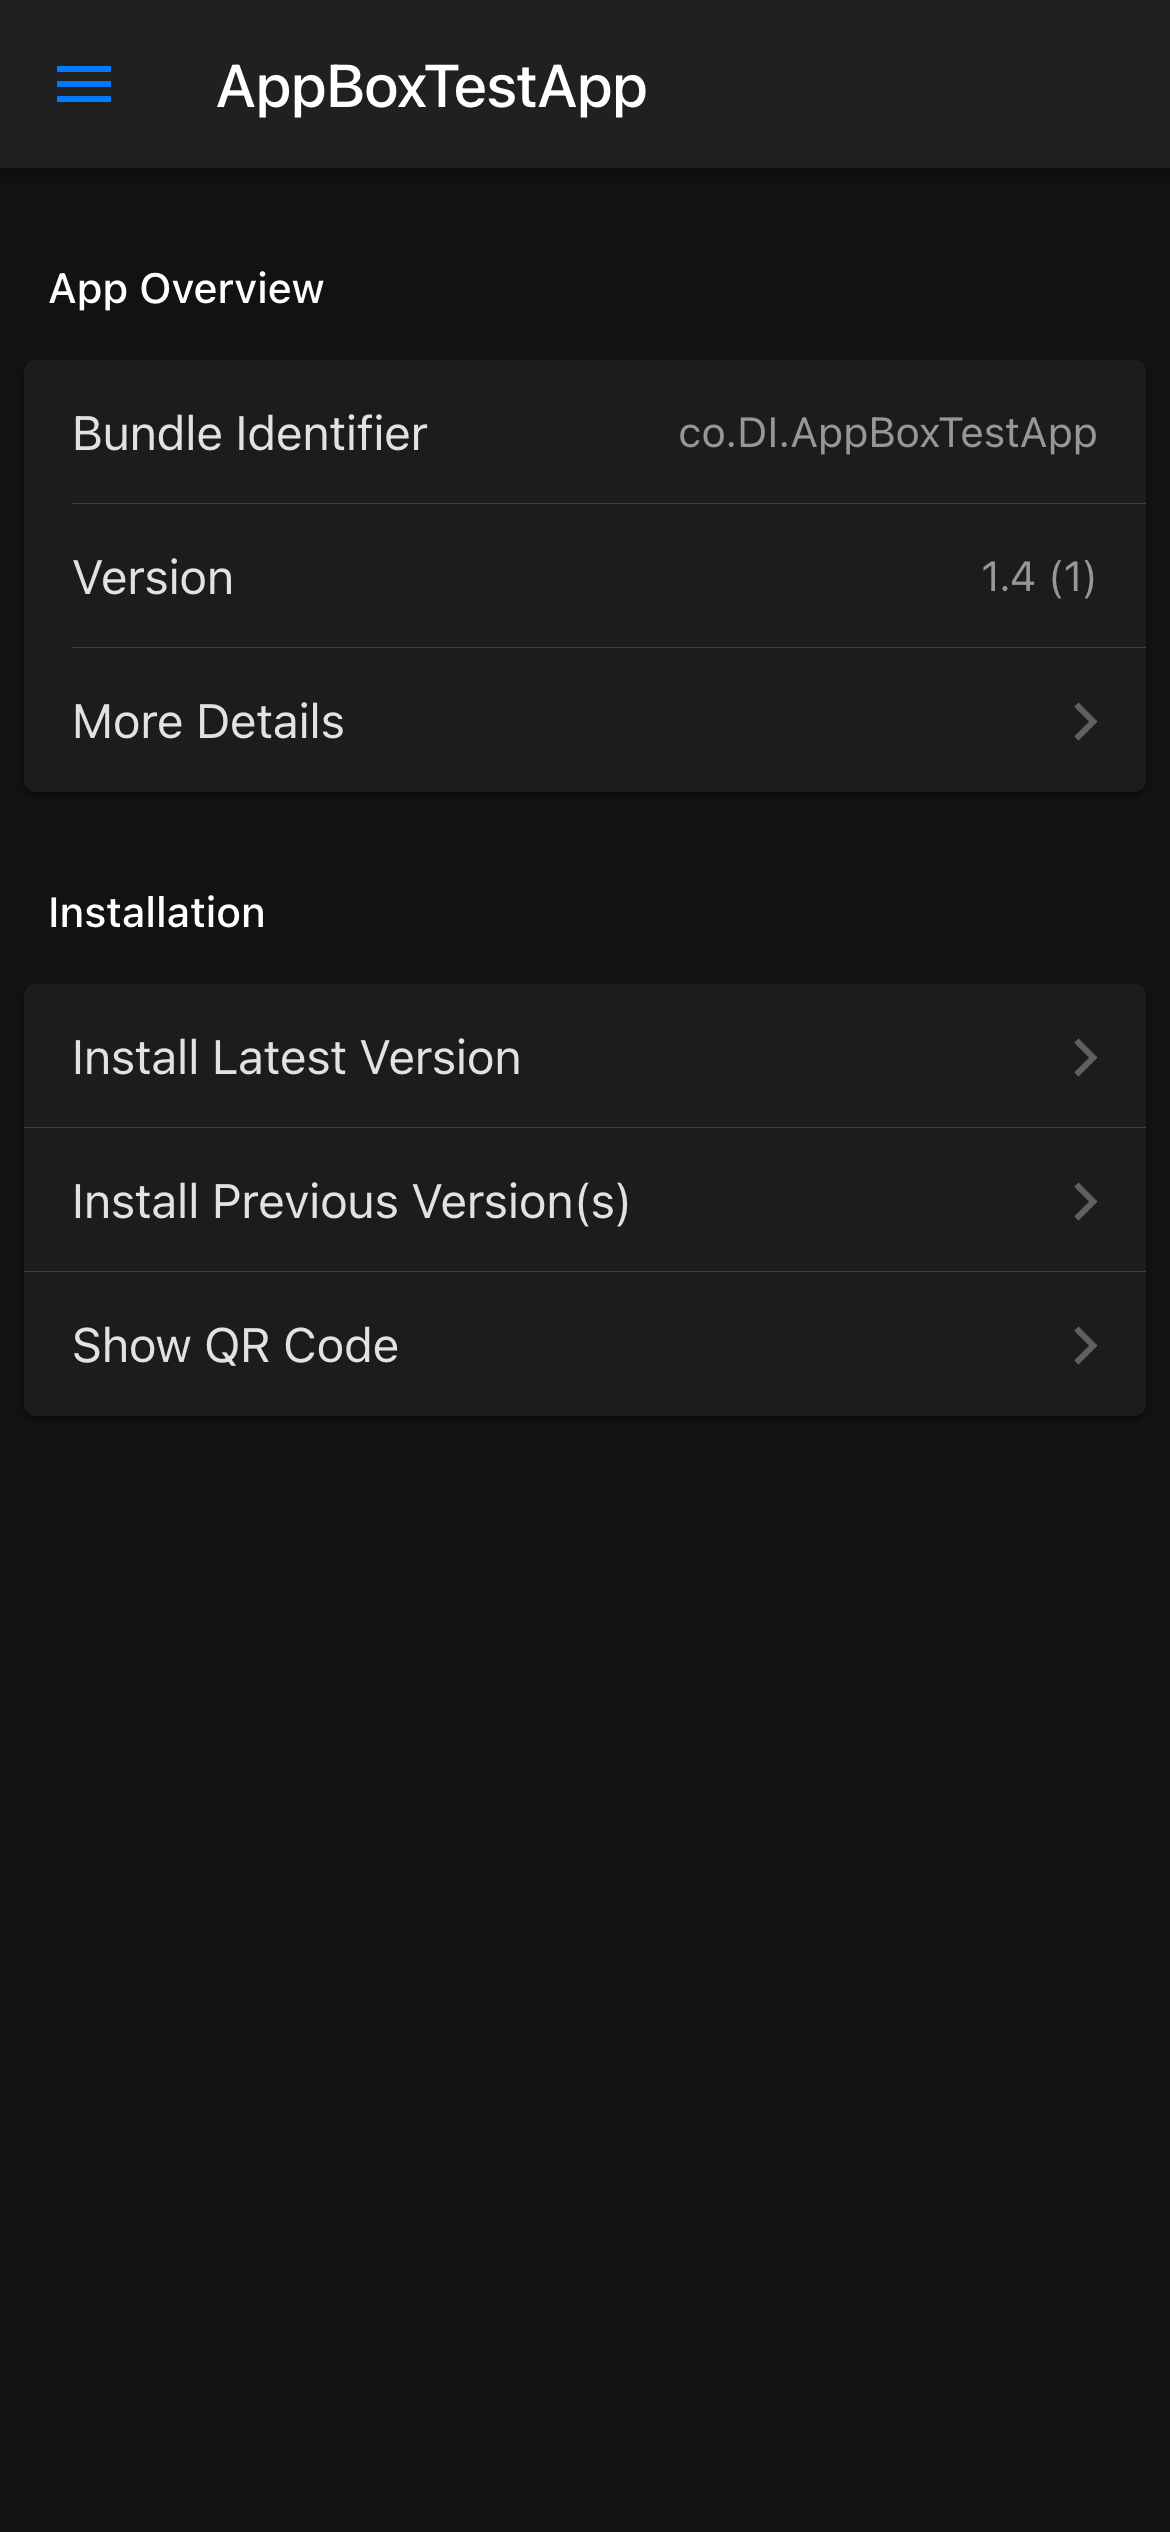 AppBoxTestApp
App Overview
Bundle Identifier co.DI.AppBoxTestApp
Version 1.4 (1)
More Details
Installation
Install Latest Version
Install Previous Version(s)
Show QR Code